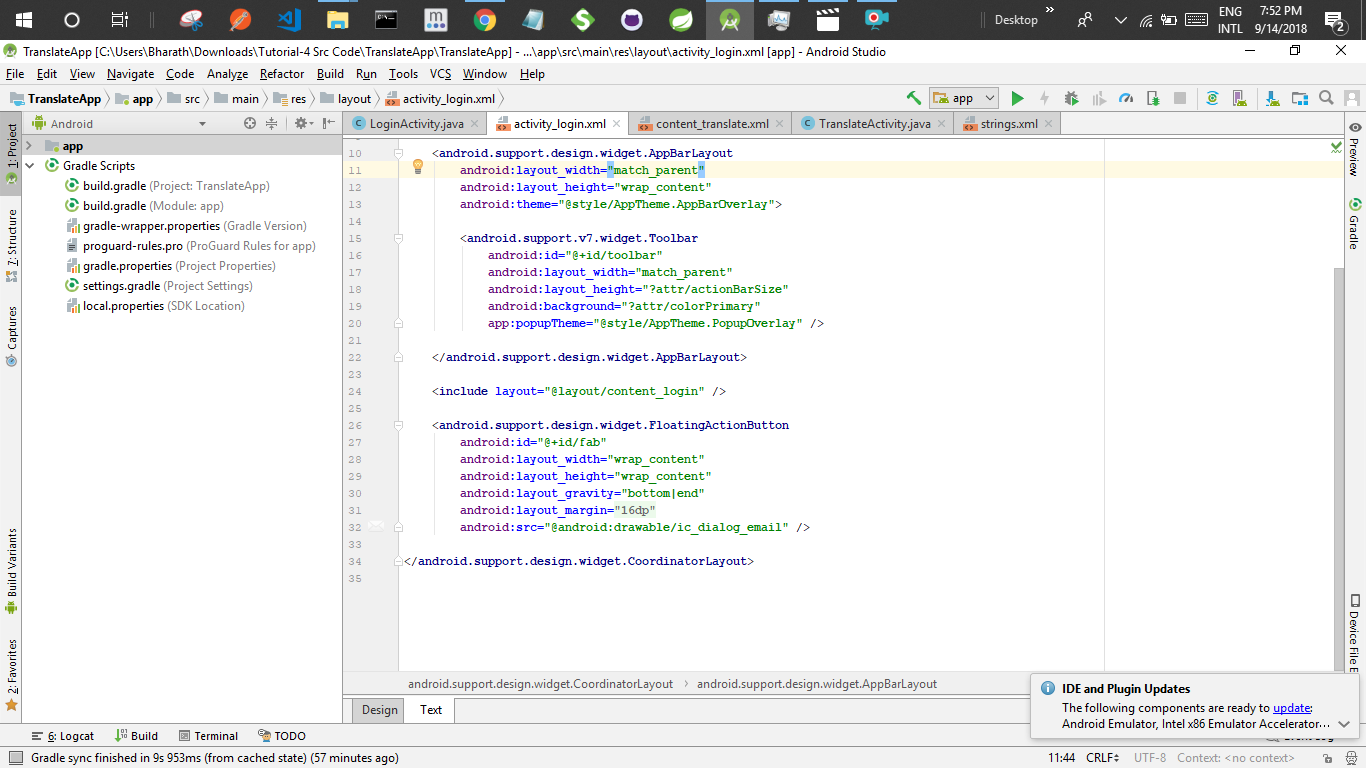 Desktop
ENG
INTL
7:52 PM
9/14/2018
2
TranslateApp [C:\Users\Bharath\Downloads\Tutorial-4 Src Code\TranslateApp\TranslateApp] - ...\app\src\main\res\layout\activity_login.xml [app] - Android Studio
File Edit View Navigate Code Analyze Refactor Build Run Tools VCS Window Help
TranslateApp app src main res layout activity_login.xml
app
Android
LoginActivity.java activity_login.xml content_translate.xml TranslateActivity.java strings.xml
1: Project
7: Structure
Captures
Build Variants
2: Favorites
app
Gradle Scripts
build.gradle (Project: TranslateApp)
build.gradle (Module: app)
gradle-wrapper.properties (Gradle Version)
proguard-rules.pro (ProGuard Rules for app)
gradle.properties (Project Properties)
settings.gradle (Project Settings)
local.properties (SDK Location)
10 <android.support.design.widget.AppBarLayout
11 android:layout_width="match_parent"
12 android:layout_height="wrap_content"
13 android:theme="@style/AppTheme.AppBarOverlay">
14
15 <android.support.v7.widget.Toolbar
16 android:id="@+id/toolbar"
17 android:layout_width="match_parent"
18 android:layout_height="?attr/actionBarSize"
19 android:background="?attr/colorPrimary"
20 app:popupTheme="@style/AppTheme.PopupOverlay" />
21
22 </android.support.design.widget.AppBarLayout>
23
24 <include layout="@layout/content_login" />
25
26 <android.support.design.widget.FloatingActionButton
27 android:id="@+id/fab"
28 android:layout_width="wrap_content"
29 android:layout_height="wrap_content"
30 android:layout_gravity="bottom|end"
31 android:layout_margin="16dp"
32 android:src="@android:drawable/ic_dialog_email" />
33
34 </android.support.design.widget.CoordinatorLayout>
35
Preview
Gradle
Device File E
android.support.design.widget.CoordinatorLayout › android.support.design.widget.AppBarLayout
Design Text
IDE and Plugin Updates
The following components are ready to update:
Android Emulator, Intel x86 Emulator Accelerator...
6: Logcat Build Terminal TODO
Gradle sync finished in 9s 953ms (from cached state) (57 minutes ago)
11:44 CRLF UTF-8 Context: <no context>